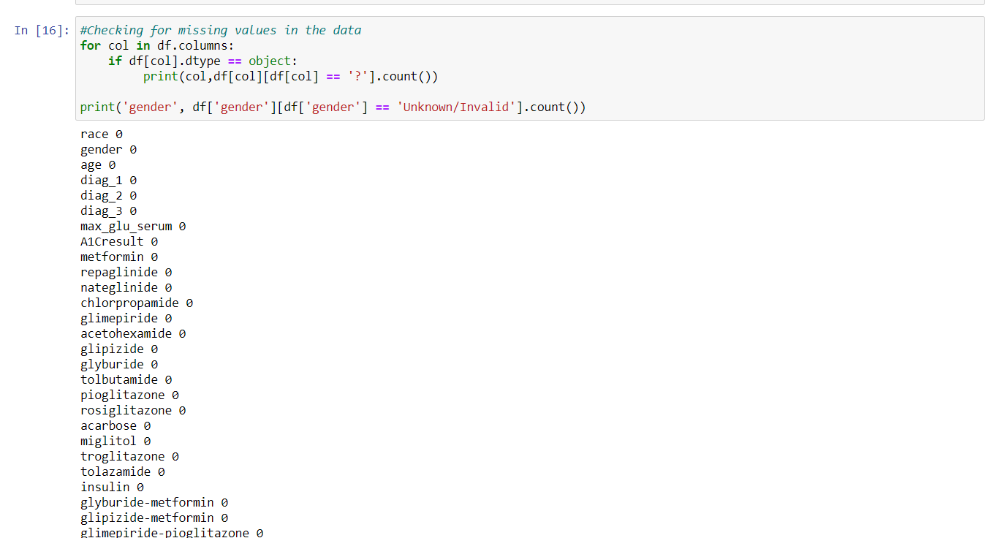 In [16]: #Checking for missing values in the data
for col in df.columns:
    if df[col].dtype == object:
         print(col,df[col][df[col] == '?'].count())

print('gender', df['gender'][df['gender'] == 'Unknown/Invalid'].count())
race 0
gender 0
age 0
diag_1 0
diag_2 0
diag_3 0
max_glu_serum 0
A1Cresult 0
metformin 0
repaglinide 0
nateglinide 0
chlorpropamide 0
glimepiride 0
acetohexamide 0
glipizide 0
glyburide 0
tolbutamide 0
pioglitazone 0
rosiglitazone 0
acarbose 0
miglitol 0
troglitazone 0
tolazamide 0
insulin 0
glyburide-metformin 0
glipizide-metformin 0
glimepiride-pioglitazone 0